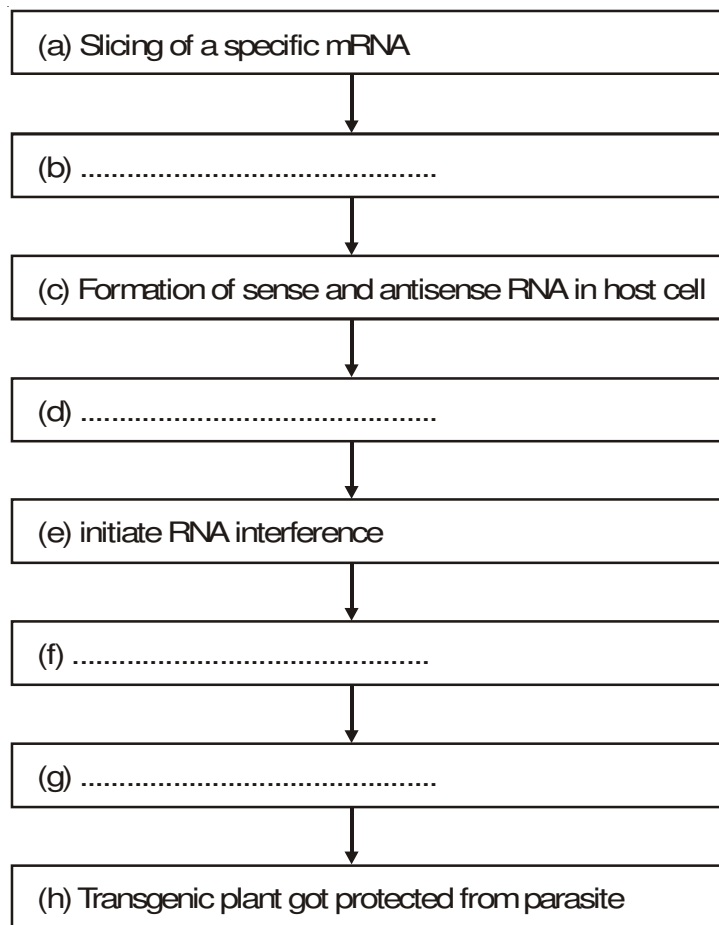 (a) Slicing of a specific mRNA
(b) ..............................................
(c) Formation of sense and antisense RNA in host cell
(d) ..............................................
(e) initiate RNA interference
(f) ..............................................
(g) ..............................................
(h) Transgenic plant got protected from parasite